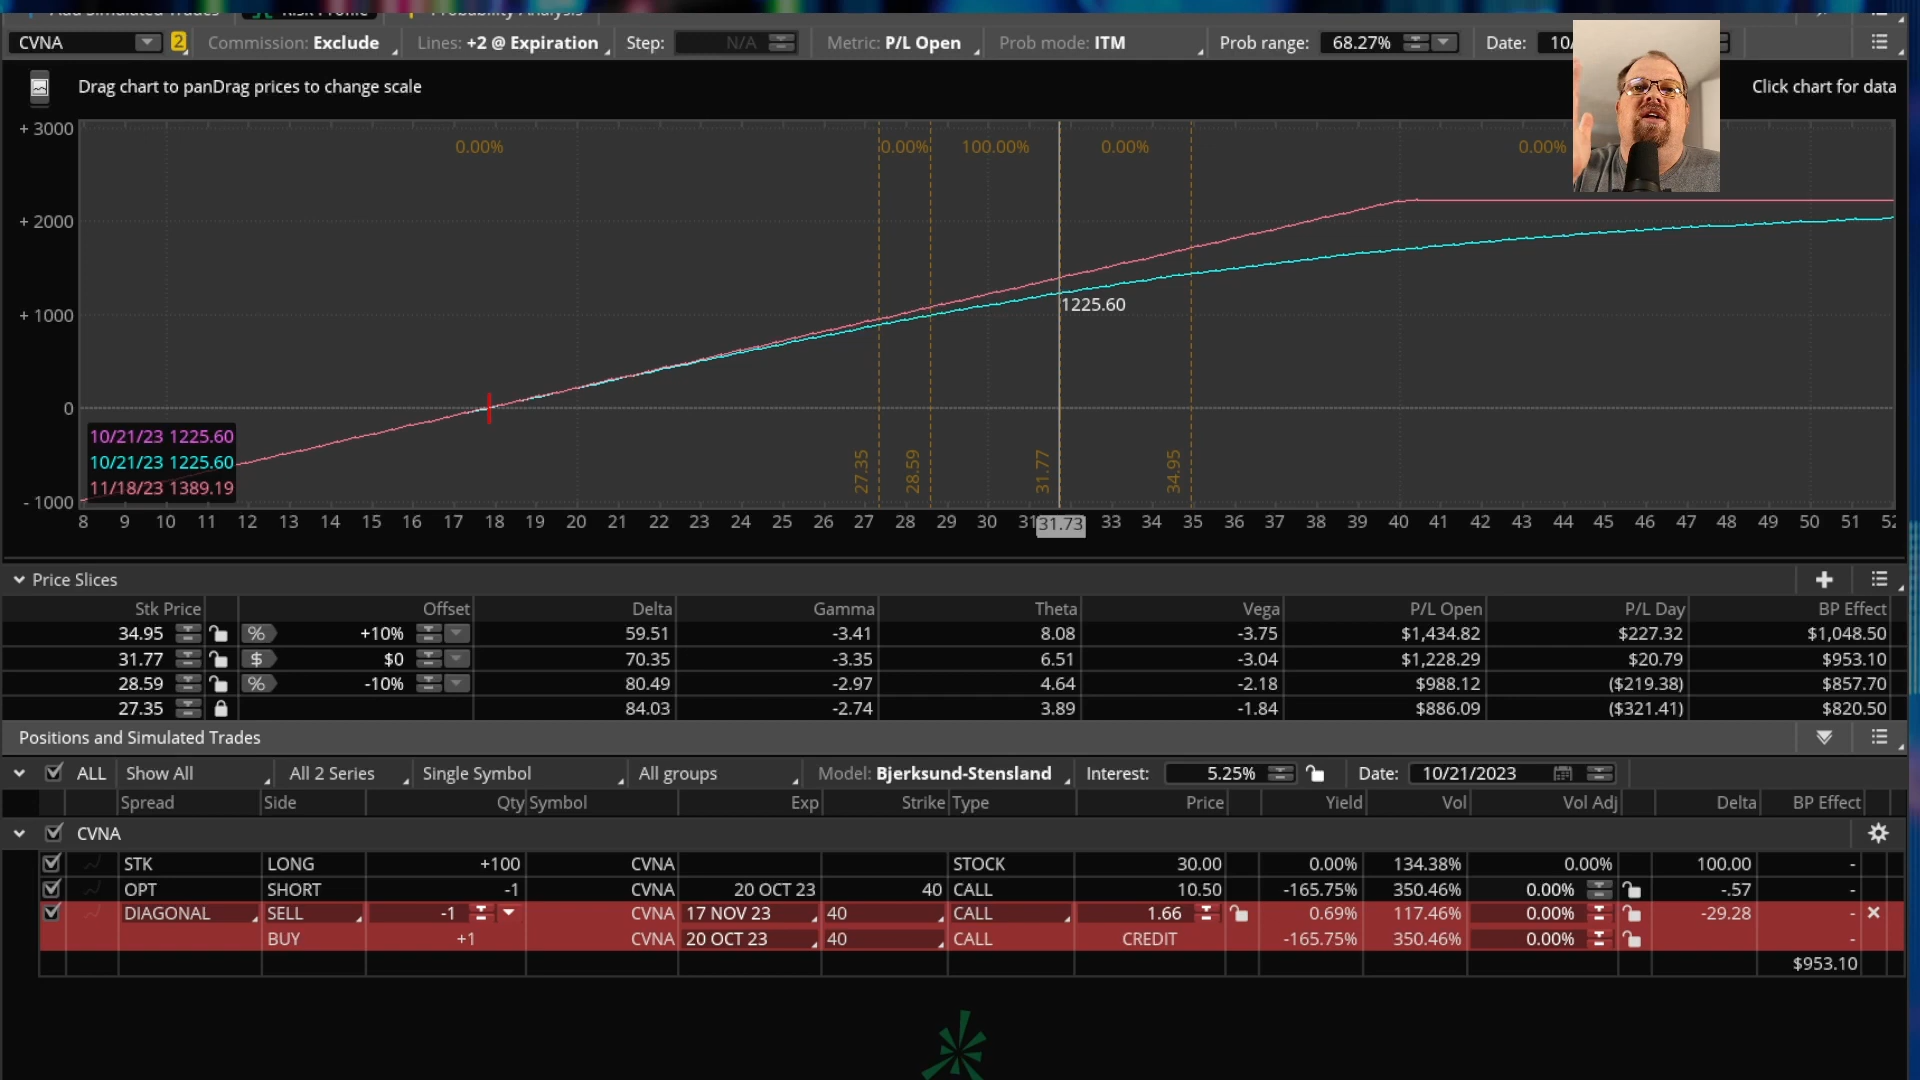 Add Simulated Trades Risk Profile Probability Analysis
CVNA 2 Commission: Exclude Lines: +2 @ Expiration Step: N/A Metric: P/L Open Prob mode: ITM Prob range: 68.27% Date: 10/
Drag chart to panDrag prices to change scale Click chart for data
+ 3000
0.00% 0.00% 100.00% 0.00% 0.00%
+ 2000
1225.60
+ 1000
0
10/21/23 1225.60
10/21/23 1225.60
11/18/23 1389.19
27.35 28.59 31.77 34.95
- 1000
8 9 10 11 12 13 14 15 16 17 18 19 20 21 22 23 24 25 26 27 28 29 30 31 31.73 33 34 35 36 37 38 39 40 41 42 43 44 45 46 47 48 49 50 51 52
Price Slices
Stk Price Offset Delta Gamma Theta Vega P/L Open P/L Day BP Effect
34.95 % +10% 59.51 -3.41 8.08 -3.75 $1,434.82 $227.32 $1,048.50
31.77 $ $0 70.35 -3.35 6.51 -3.04 $1,228.29 $20.79 $953.10
28.59 % -10% 80.49 -2.97 4.64 -2.18 $988.12 ($219.38) $857.70
27.35 84.03 -2.74 3.89 -1.84 $886.09 ($321.41) $820.50
Positions and Simulated Trades
ALL Show All All 2 Series Single Symbol All groups Model: Bjerksund-Stensland Interest: 5.25% Date: 10/21/2023
Spread Side Qty Symbol Exp Strike Type Price Yield Vol Vol Adj Delta BP Effect
CVNA
STK LONG +100 CVNA STOCK 30.00 0.00% 134.38% 0.00% 100.00 -
OPT SHORT -1 CVNA 20 OCT 23 40 CALL 10.50 -165.75% 350.46% 0.00% -.57 -
DIAGONAL SELL -1 CVNA 17 NOV 23 40 CALL 1.66 0.69% 117.46% 0.00% -29.28 -
BUY +1 CVNA 20 OCT 23 40 CALL CREDIT -165.75% 350.46% 0.00% -
$953.10